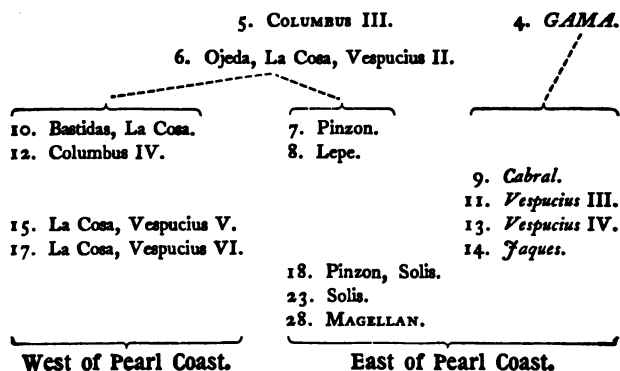 5. COLUMBUS III.
4. GAMA.
6. Ojeda, La Cosa, Vespucius II.
10. Bastidas, La Cosa.
12. Columbus IV.
7. Pinzon.
8. Lepe.
9. Cabral.
11. Vespucius III.
15. La Cosa, Vespucius V.
17. La Cosa, Vespucius VI.
13. Vespucius IV.
14. Jaques.
18. Pinzon, Solis.
23. Solis.
28. MAGELLAN.
West of Pearl Coast.
East of Pearl Coast.